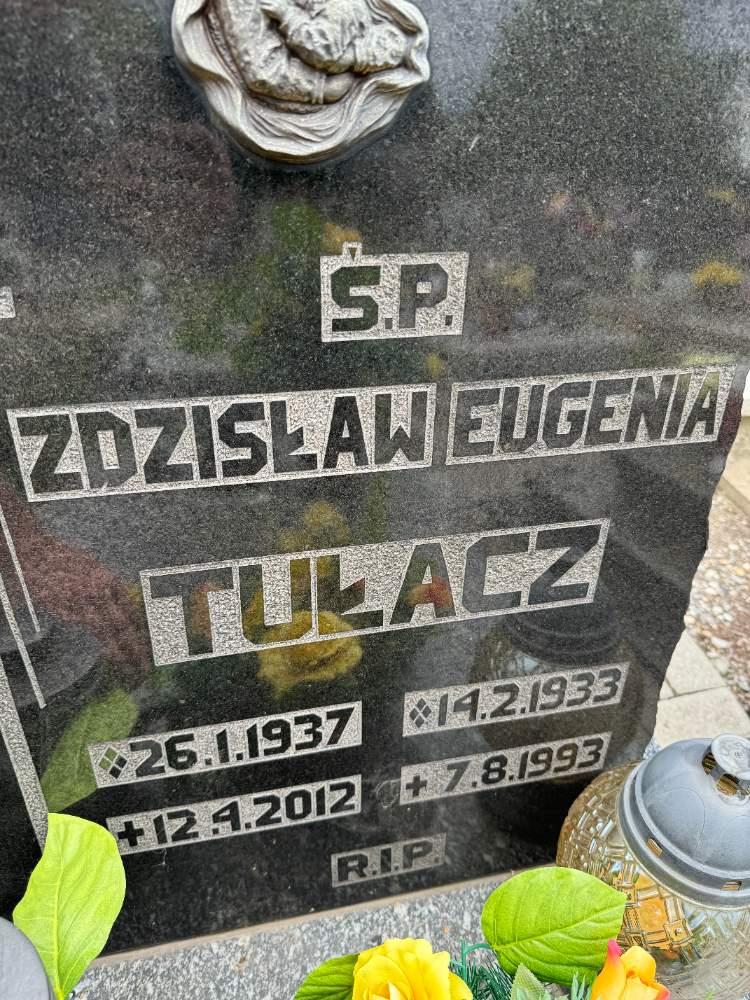 Ś.P.
ZDZISŁAW EUGENIA
TUŁACZ
26.1.1937 14.2.1933
+12.4.2012 + 7.8.1993
R.I.P.